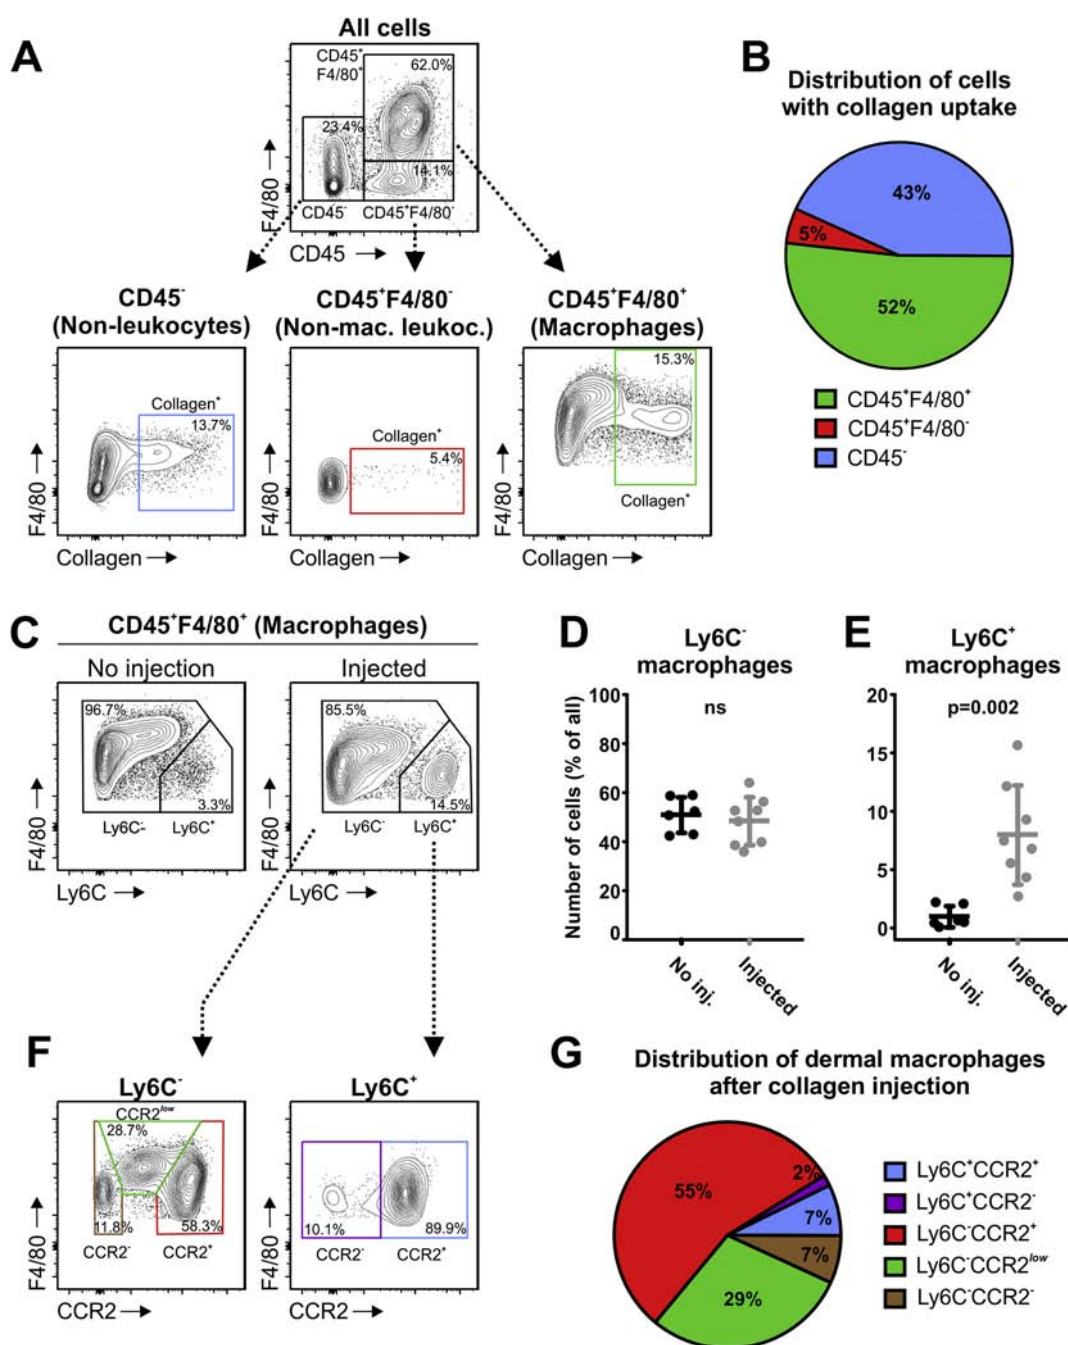 A
All cells
CD45⁺
F4/80⁺
62.0%
23.4%
14.1%
CD45⁻
CD45⁺F4/80⁻
F4/80
CD45
CD45⁻
(Non-leukocytes)
Collagen⁺
13.7%
F4/80
Collagen
CD45⁺F4/80⁻
(Non-mac. leukoc.)
Collagen⁺
5.4%
F4/80
Collagen
CD45⁺F4/80⁺
(Macrophages)
15.3%
Collagen⁺
F4/80
Collagen
B
Distribution of cells
with collagen uptake
43%
5%
52%
CD45⁺F4/80⁺
CD45⁺F4/80⁻
CD45⁻
C
CD45⁺F4/80⁺ (Macrophages)
No injection
96.7%
3.3%
Ly6C⁻
Ly6C⁺
F4/80
Ly6C
Injected
85.5%
14.5%
Ly6C⁻
Ly6C⁺
F4/80
Ly6C
D
Ly6C⁻
macrophages
Number of cells (% of all)
100
80
60
40
20
0
ns
No inj.
Injected
E
Ly6C⁺
macrophages
20
15
10
5
0
p=0.002
No inj.
Injected
F
Ly6C⁻
CCR2low
28.7%
11.8%
58.3%
CCR2⁻
CCR2⁺
F4/80
CCR2
Ly6C⁺
10.1%
89.9%
CCR2⁻
CCR2⁺
F4/80
CCR2
G
Distribution of dermal macrophages
after collagen injection
55%
2%
7%
7%
29%
Ly6C⁺CCR2⁺
Ly6C⁺CCR2⁻
Ly6C⁻CCR2⁺
Ly6C⁻CCR2low
Ly6C⁻CCR2⁻